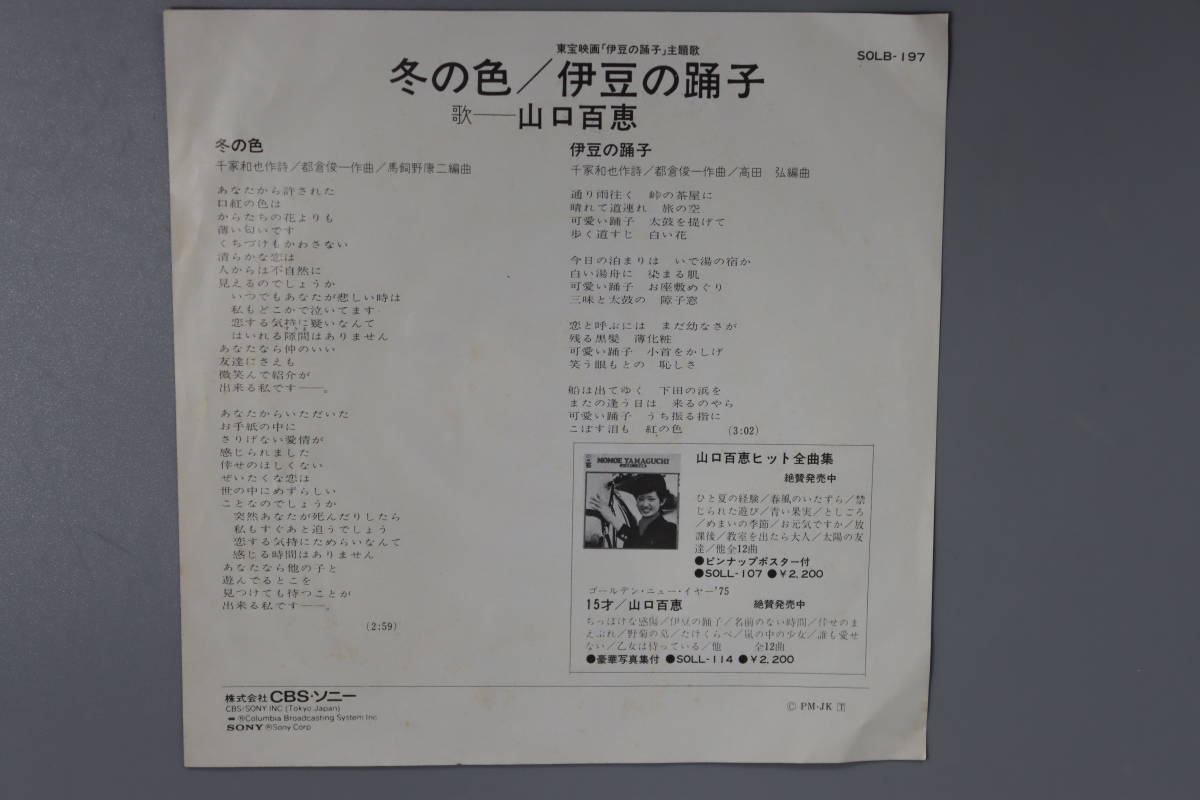 東宝映画「伊豆の踊子」主題歌
SOLB-197
冬の色／伊豆の踊子
歌──山口百恵
冬の色
千家和也作詩／都倉俊一作曲／馬飼野康二編曲
あなたから許された
口紅の色は
からたちの花よりも
薄い匂いです
くちづけもかわさない
清らかな恋は
人からは不自然に
見えるのでしょうか
いつでもあなたが悲しい時は
私もどこかで泣いてます
恋する気持に疑いなんて
はいれる隙間はありません
あなたなら仲のいい
友達にさえも
微笑んで紹介が
出来る私です──。
あなたからいただいた
お手紙の中に
さりげない愛情が
感じられました
倖せのほしくない
ぜいたくな恋は
世の中にめずらしい
ことなのでしょうか
突然あなたが死んだりしたら
私もすぐあと追うでしょう
恋する気持にためらいなんて
感じる時間はありません
あなたなら他の子と
遊んでるとこを
見つけても待つことが
出来る私です──。
(2:59)
伊豆の踊子
千家和也作詩／都倉俊一作曲／高田　弘編曲
通り雨往く　峠の茶屋に
晴れて道連れ　旅の空
可愛い踊子　太鼓を提げて
歩く道すじ　白い花
今日の泊まりは　いで湯の宿か
白い湯舟に　染まる肌
可愛い踊子　お座敷めぐり
三味と太鼓の　障子窓
恋と呼ぶには　まだ幼なさが
残る黒髪　薄化粧
可愛い踊子　小首をかしげ
笑う眼もとの　恥しさ
船は出てゆく　下田の浜を
またの逢う日は　来るのやら
可愛い踊子　うち振る指に
こぼす泪も　紅の色
(3:02)
MOMOE YAMAGUCHI
山口百恵ヒット全曲集
絶賛発売中
ひと夏の経験／春風のいたずら／禁
じられた遊び／青い果実／としごろ
／めまいの季節／お元気ですか／放
課後／教室を出たら大人／太陽の友
達／他全12曲
●ピンナップポスター付
●SOLL-107 ●￥2,200
ゴールデン・ニュー・イヤー'75
15才／山口百恵　絶賛発売中
ちっぽけな感傷／伊豆の踊子／名前のない時間／倖せのま
えぶれ／野菊の墓／たけくらべ／嵐の中の少女／誰も愛せ
ない／乙女は待っている／他　全12曲
●豪華写真集付 ●SOLL-114 ●￥2,200
株式会社 CBS・ソニー
CBS/SONY INC (Tokyo Japan)
®Columbia Broadcasting System Inc
SONY ®Sony Corp
© PM-JK T